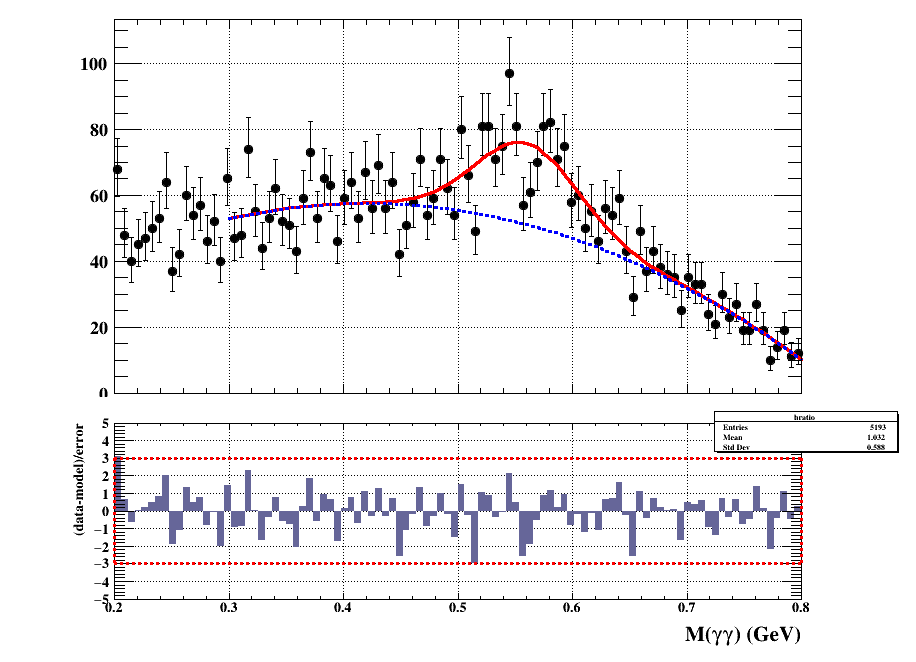 100
80
60
40
20
0
hratio
Entries 5193
Mean 1.032
Std Dev 0.588
(data-model)/error
5
4
3
2
1
0
−1
−2
−3
−4
−5
0.2 0.3 0.4 0.5 0.6 0.7 0.8
M(γγ) (GeV)